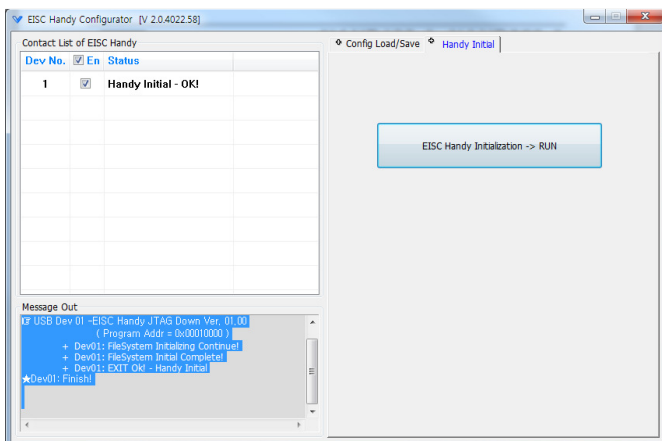 EISC Handy Configurator [V 2.0.4022.58]
Contact List of EISC Handy
Dev No. En Status
1 Handy Initial - OK!
Config Load/Save Handy Initial
EISC Handy Initialization -> RUN
Message Out
USB Dev 01 -EISC Handy JTAG Down Ver, 01,00
( Program Addr = 0x00010000 )
+ Dev01: FileSystem Initializing Continue!
+ Dev01: FileSystem Initial Complete!
+ Dev01: EXIT Ok! - Handy Initial
★Dev01: Finish!